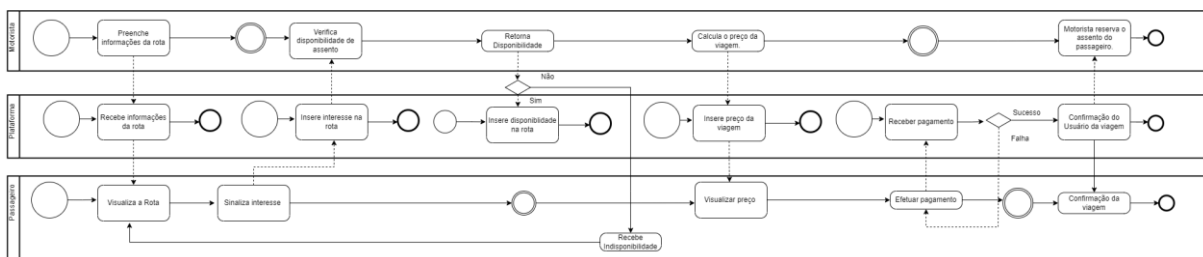 Motorista
Preenche
informações da rota
Verifica
disponibilidade de
assento
Retorna
Disponibilidade
Calcula o preço da
viagem.
Motorista reserva o
assento do
passageiro.
Não
Sim
Plataforma
Recebe informações
da rota
Insere interesse na
rota
Insere disponibilidade
na rota
Insere preço da
viagem
Receber pagamento
Sucesso
Falha
Confirmação do
Usuário da viagem
Passageiro
Visualiza a Rota
Sinaliza interesse
Visualizar preço
Efetuar pagamento
Confirmação da
viagem
Recebe
Indisponibilidade